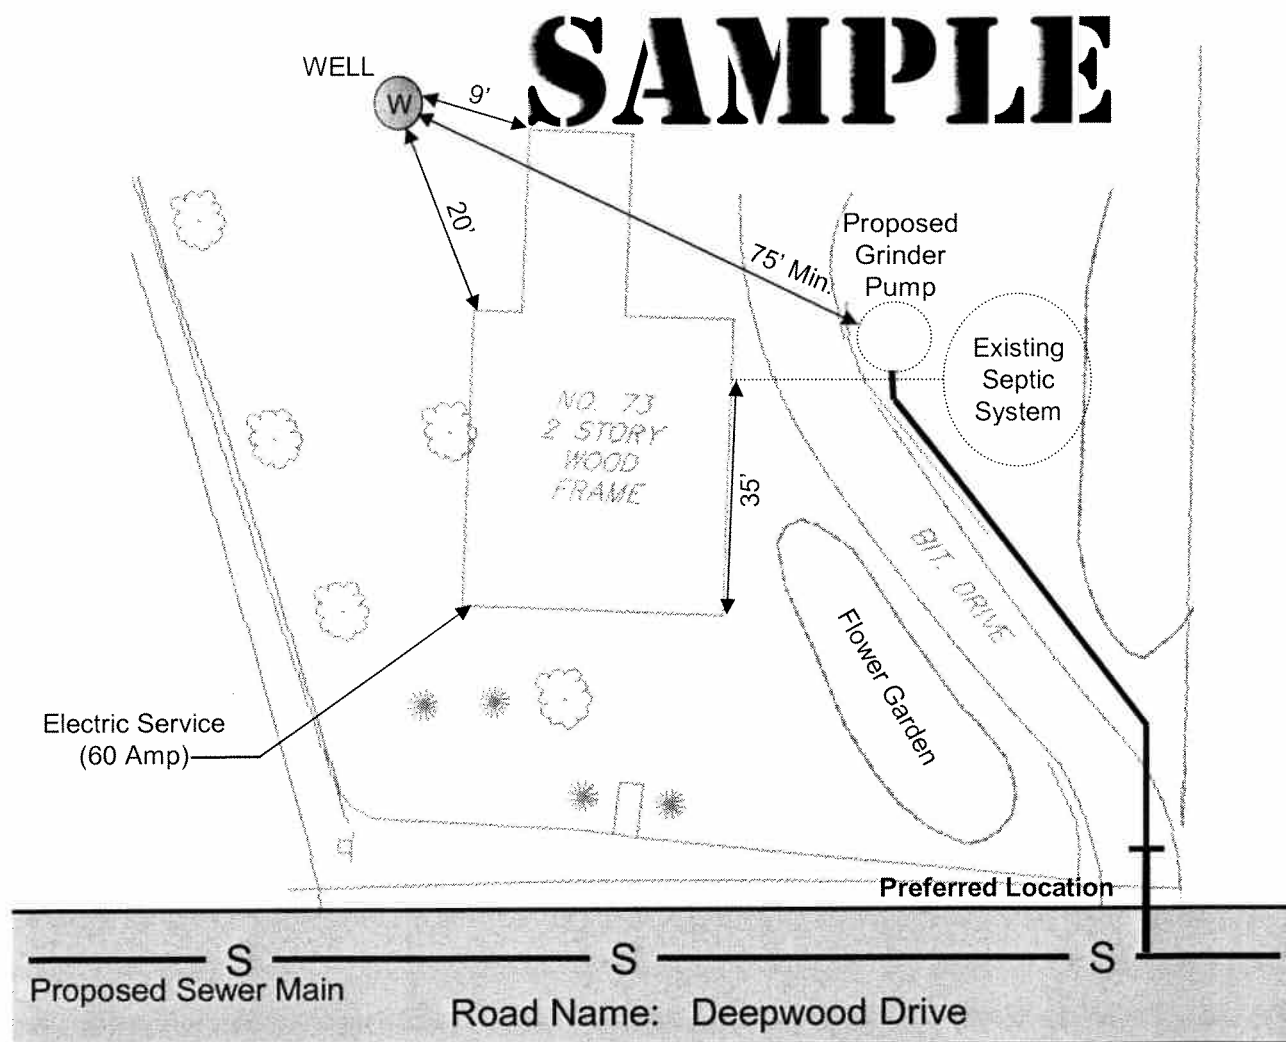 SAMPLE
WELL
W
9'
20'
75' Min.
Proposed
Grinder
Pump
Existing
Septic
System
NO. 73
2 STORY
WOOD
FRAME
35'
BIT. DRIVE
Flower Garden
Electric Service
(60 Amp)
Preferred Location
S S S
Proposed Sewer Main
Road Name: Deepwood Drive